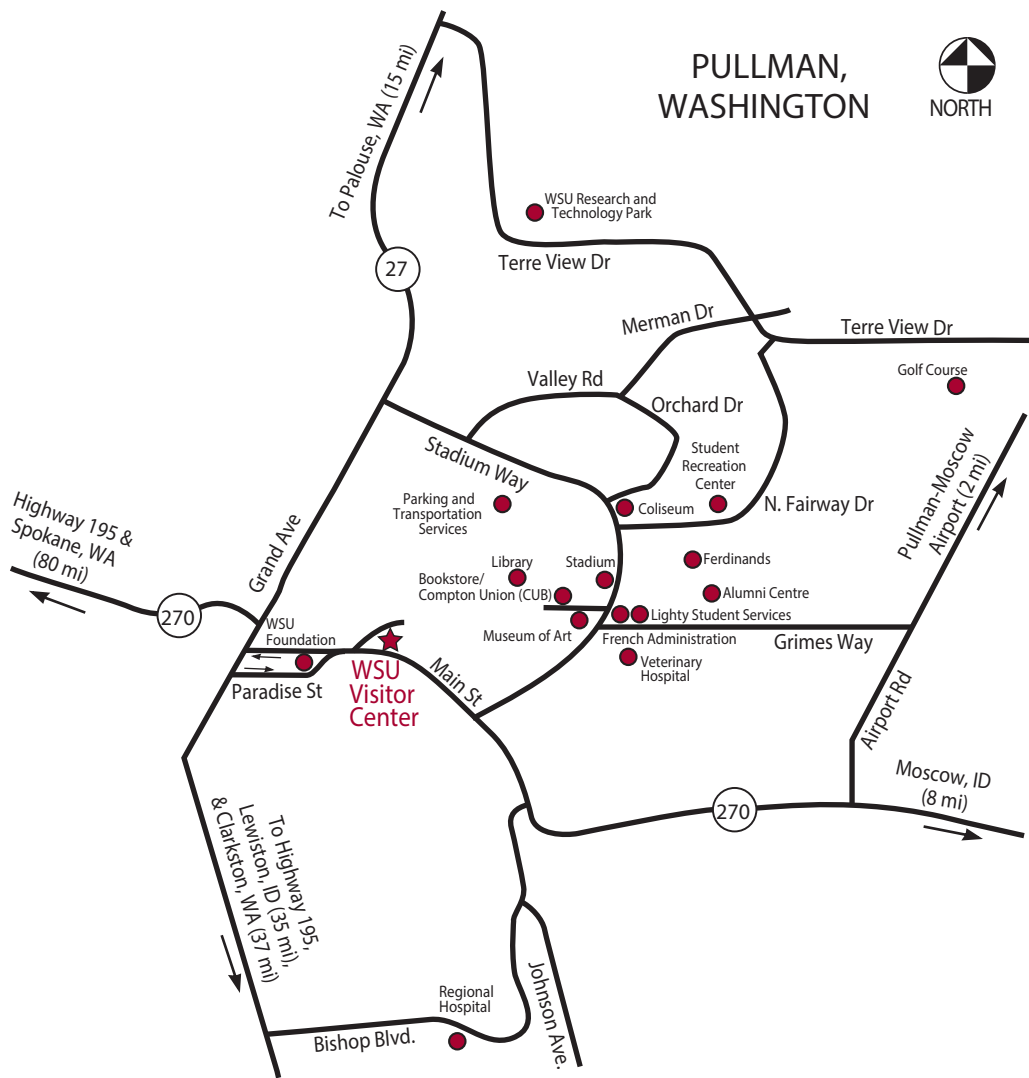 PULLMAN,
WASHINGTON
NORTH
To Palouse, WA (15 mi)
WSU Research and
Technology Park
27
Terre View Dr
Merman Dr
Terre View Dr
Golf Course
Valley Rd
Orchard Dr
Stadium Way
Student
Recreation
Center
Parking and
Transportation
Services
Coliseum
N. Fairway Dr
Pullman-Moscow
Airport (2 mi)
Highway 195 &
Spokane, WA
(80 mi)
270
Grand Ave
Library
Stadium
Ferdinands
Bookstore/
Compton Union (CUB)
Alumni Centre
WSU
Foundation
Museum of Art
Lighty Student Services
French Administration
Grimes Way
Veterinary
Hospital
Paradise St
WSU
Visitor
Center
Main St
Airport Rd
Moscow, ID
(8 mi)
270
To Highway 195,
Lewiston, ID (35 mi),
& Clarkston, WA (37 mi)
Regional
Hospital
Bishop Blvd.
Johnson Ave.